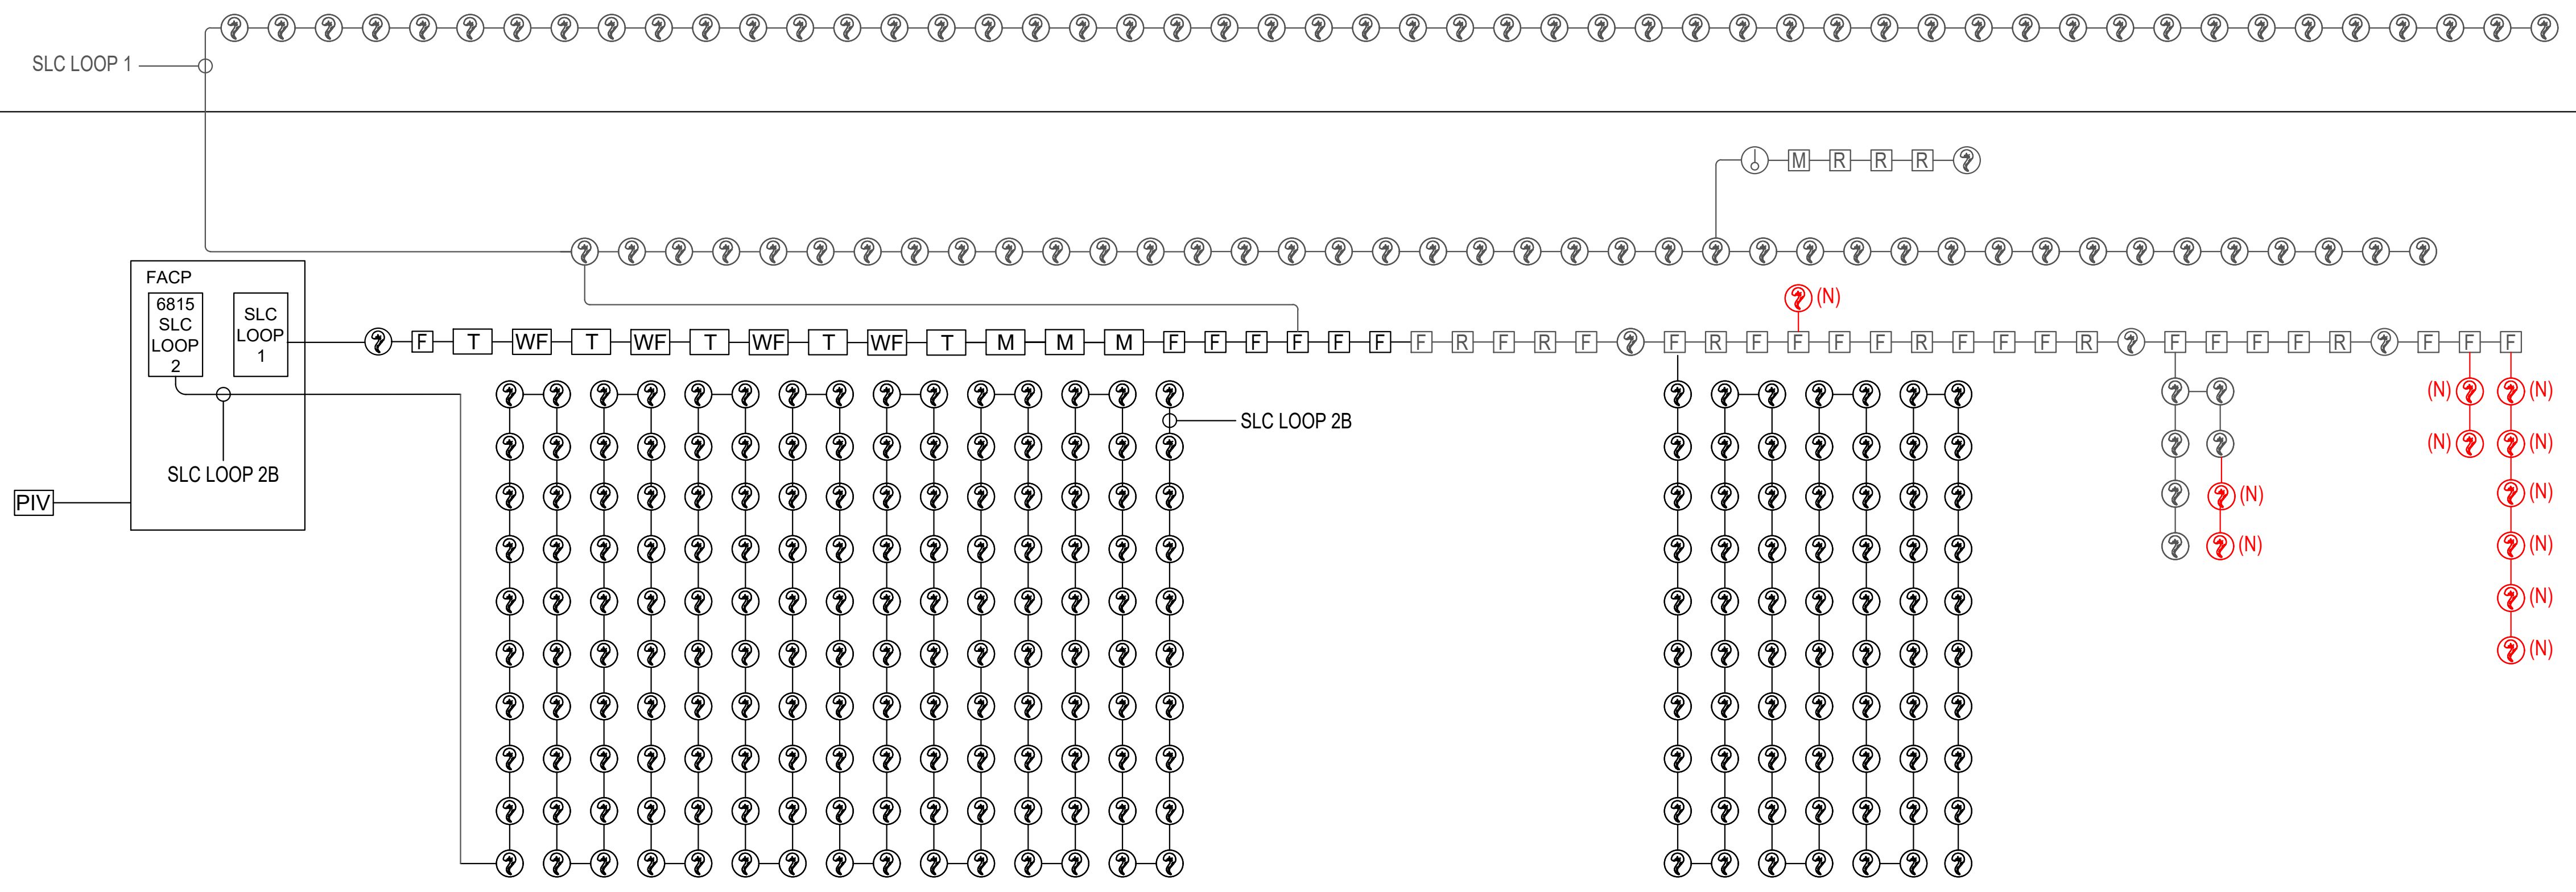 SLC LOOP 1
M R R R
(N)
FACP
6815
SLC
LOOP
2
SLC
LOOP
1
F T WF T WF T WF T WF T M M M F F F F F F F R F R F F R F F F F R F F F R F F F F R F F F
(N) (N)
SLC LOOP 2B
(N) (N)
SLC LOOP 2B
PIV
(N) (N)
(N) (N)
(N)
(N)